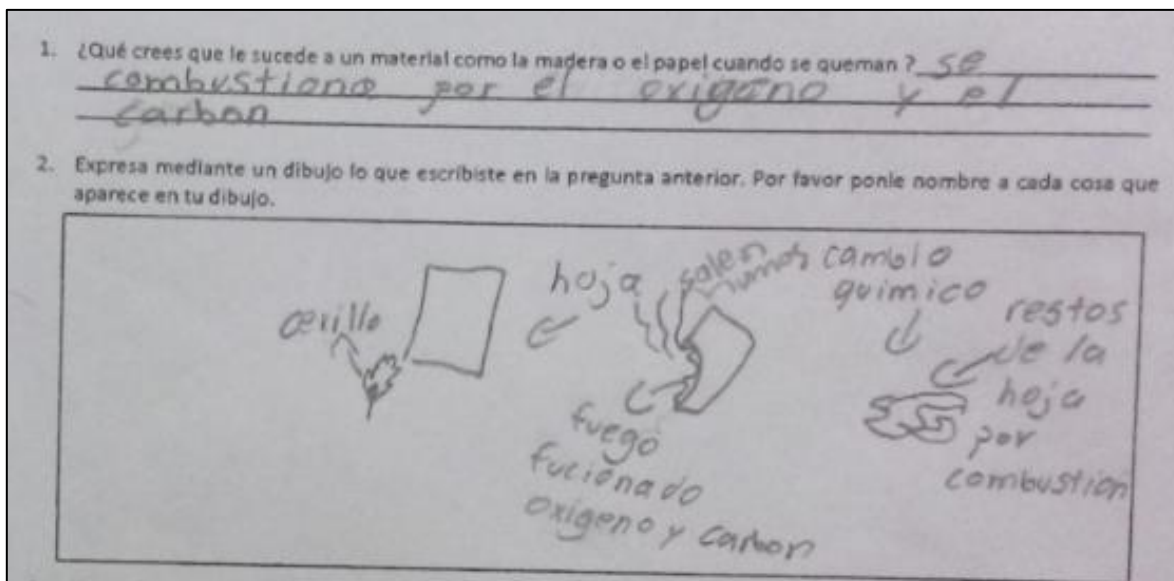 1. ¿Qué crees que le sucede a un material como la madera o el papel cuando se queman ? se
combustiona por el oxigeno y el
carbon
2. Expresa mediante un dibujo lo que escribiste en la pregunta anterior. Por favor ponle nombre a cada cosa que
aparece en tu dibujo.
cerillo
hoja
salen
humos
fuego
fucionado
oxigeno y carbon
cambio
quimico
restos
de la
hoja
por
combustion